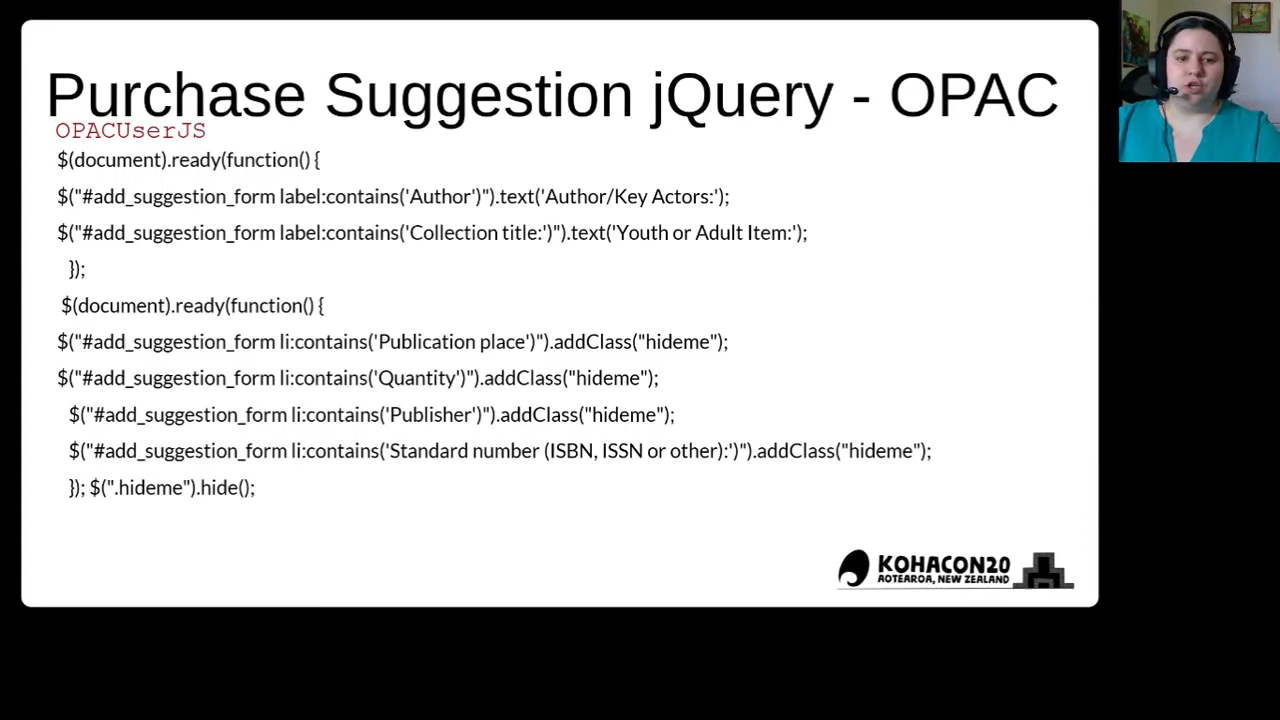 Purchase Suggestion jQuery - OPAC
OPACUserJS
$(document).ready(function() {
$("#add_suggestion_form label:contains('Author')").text('Author/Key Actors:');
$("#add_suggestion_form label:contains('Collection title:')").text('Youth or Adult Item:');
});
$(document).ready(function() {
$("#add_suggestion_form li:contains('Publication place')").addClass("hideme");
$("#add_suggestion_form li:contains('Quantity')").addClass("hideme");
$("#add_suggestion_form li:contains('Publisher')").addClass("hideme");
$("#add_suggestion_form li:contains('Standard number (ISBN, ISSN or other):')").addClass("hideme");
}); $(".hideme").hide();
KOHACON20
AOTEAROA, NEW ZEALAND